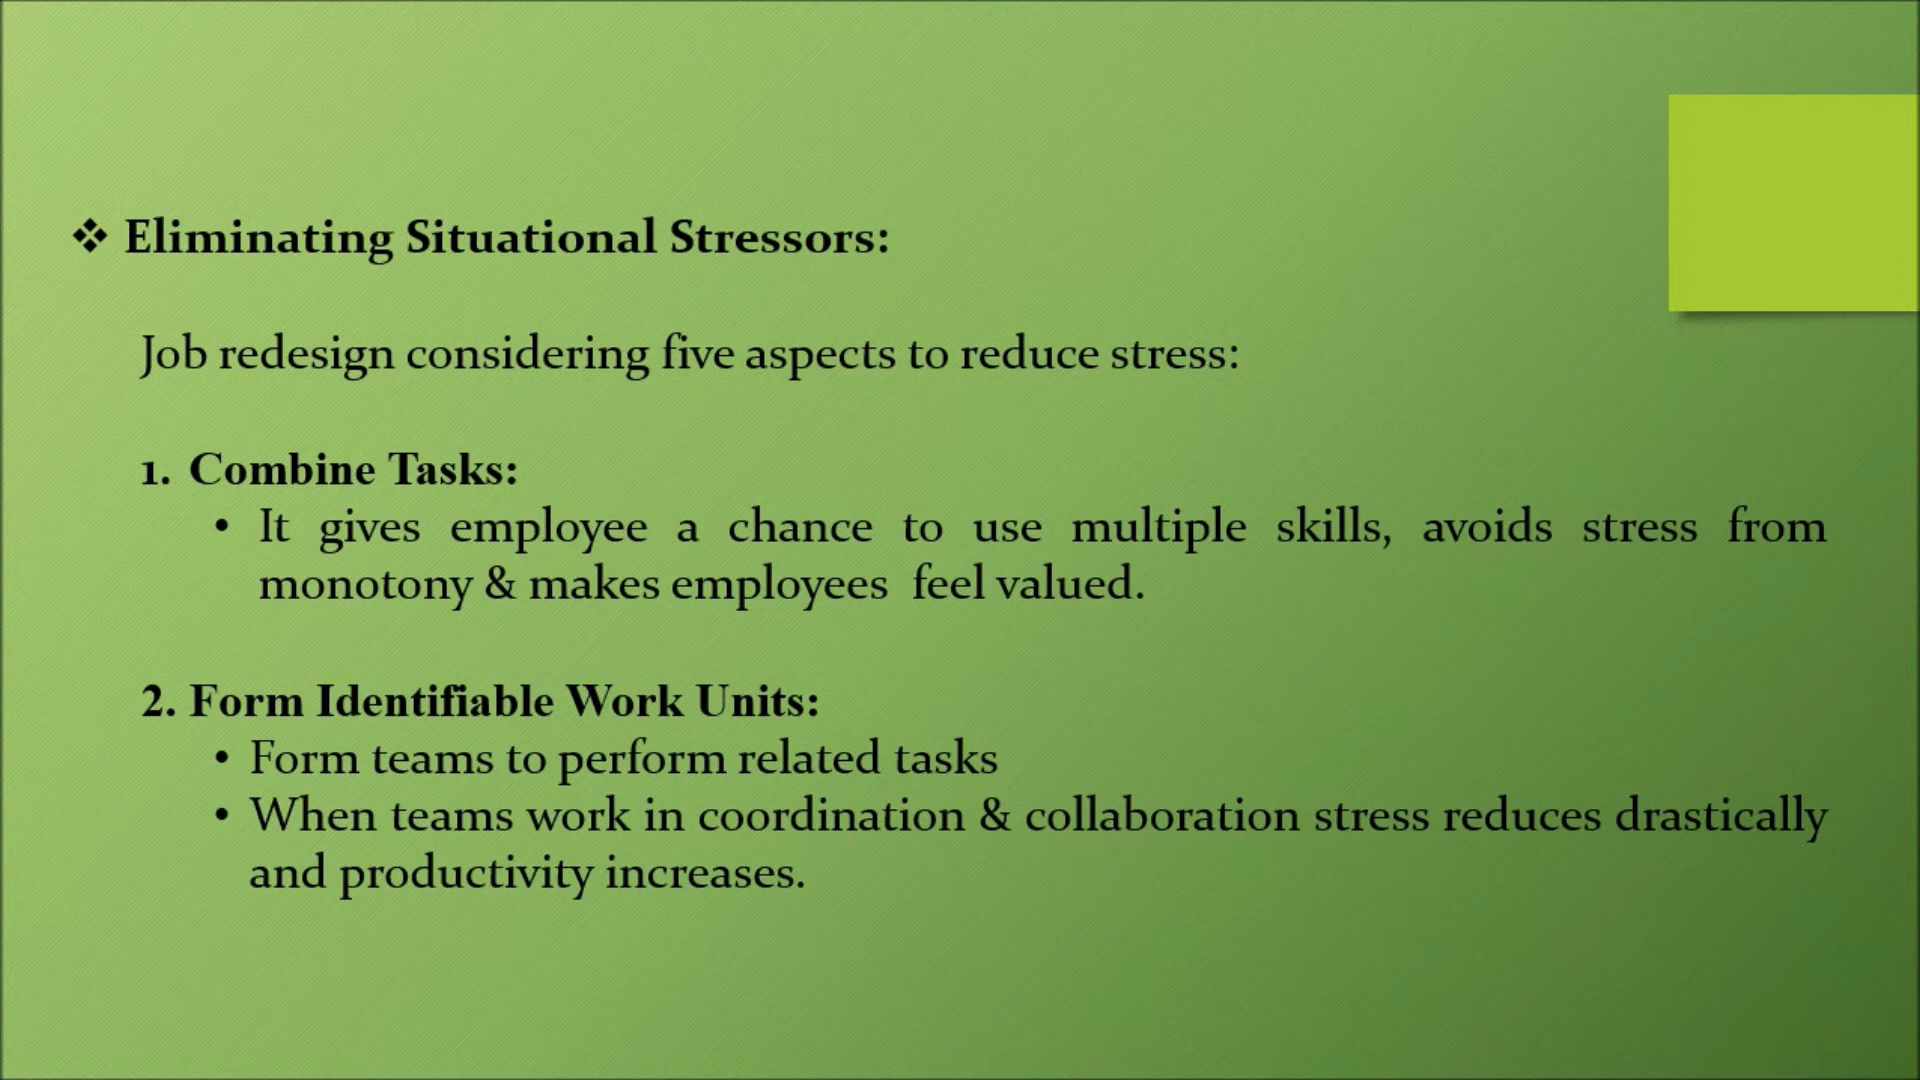 ❖ Eliminating Situational Stressors:
Job redesign considering five aspects to reduce stress:
1. Combine Tasks:
• It gives employee a chance to use multiple skills, avoids stress from
monotony & makes employees feel valued.
2. Form Identifiable Work Units:
• Form teams to perform related tasks
• When teams work in coordination & collaboration stress reduces drastically
and productivity increases.